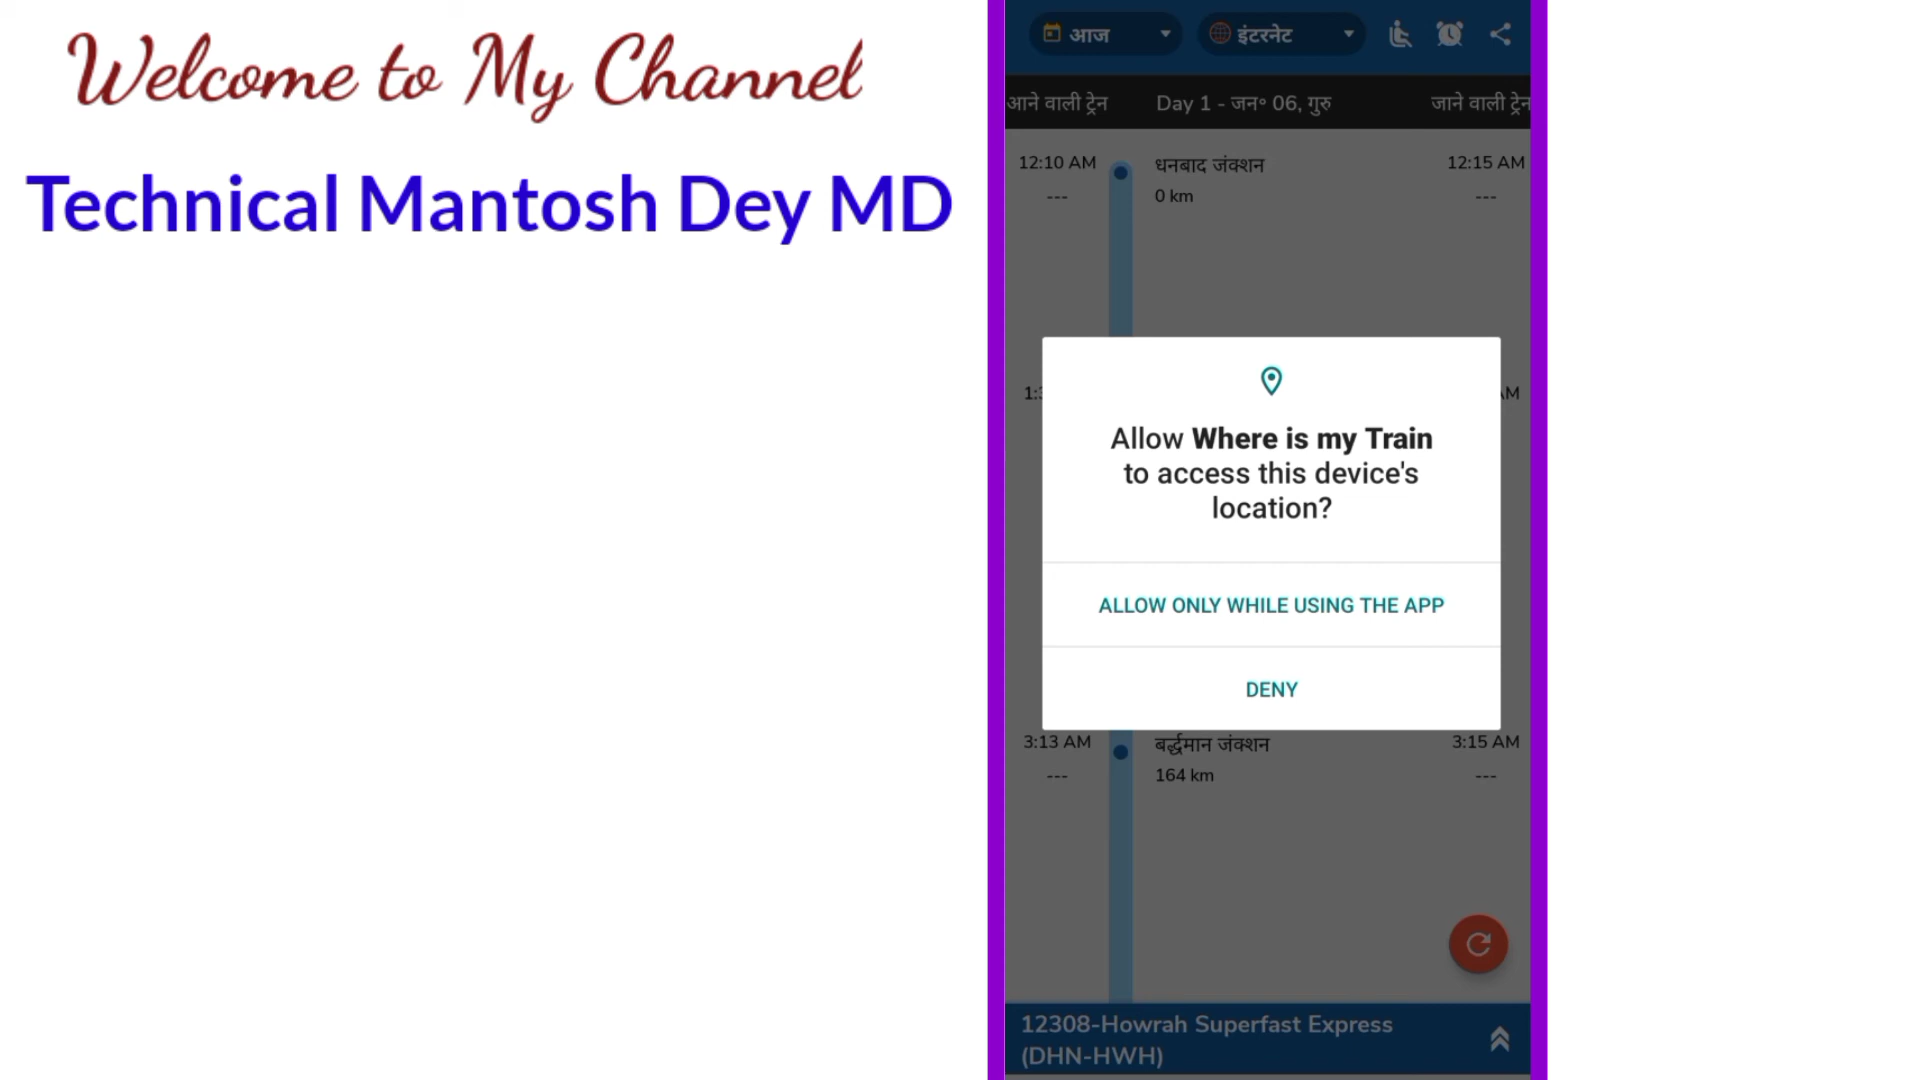 Welcome to My Channel
Technical Mantosh Dey MD
आज
इंटरनेट
आने वाली ट्रेन
Day 1 - जन॰ 06, गुरु
जाने वाली ट्रेन
12:10 AM
धनबाद जंक्शन
12:15 AM
---
0 km
---
Allow Where is my Train
to access this device's
location?
ALLOW ONLY WHILE USING THE APP
DENY
3:13 AM
बर्द्धमान जंक्शन
3:15 AM
---
164 km
---
12308-Howrah Superfast Express
(DHN-HWH)